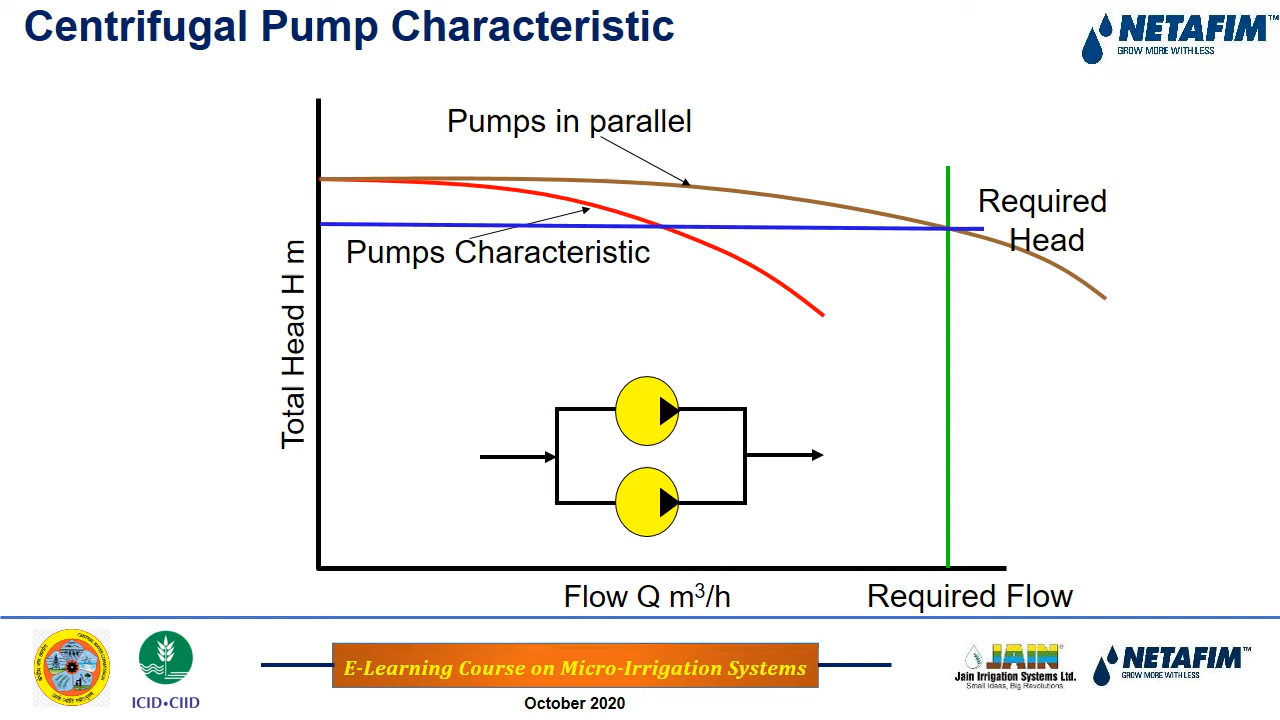 Centrifugal Pump Characteristic
NETAFIM™
GROW MORE WITH LESS
Pumps in parallel
Required
Head
Pumps Characteristic
Total Head H m
Flow Q m³/h
Required Flow
ICID•CIID
E-Learning Course on Micro-Irrigation Systems
October 2020
JAIN®
Jain Irrigation Systems Ltd.
Small Ideas, Big Revolutions.
NETAFIM™
GROW MORE WITH LESS